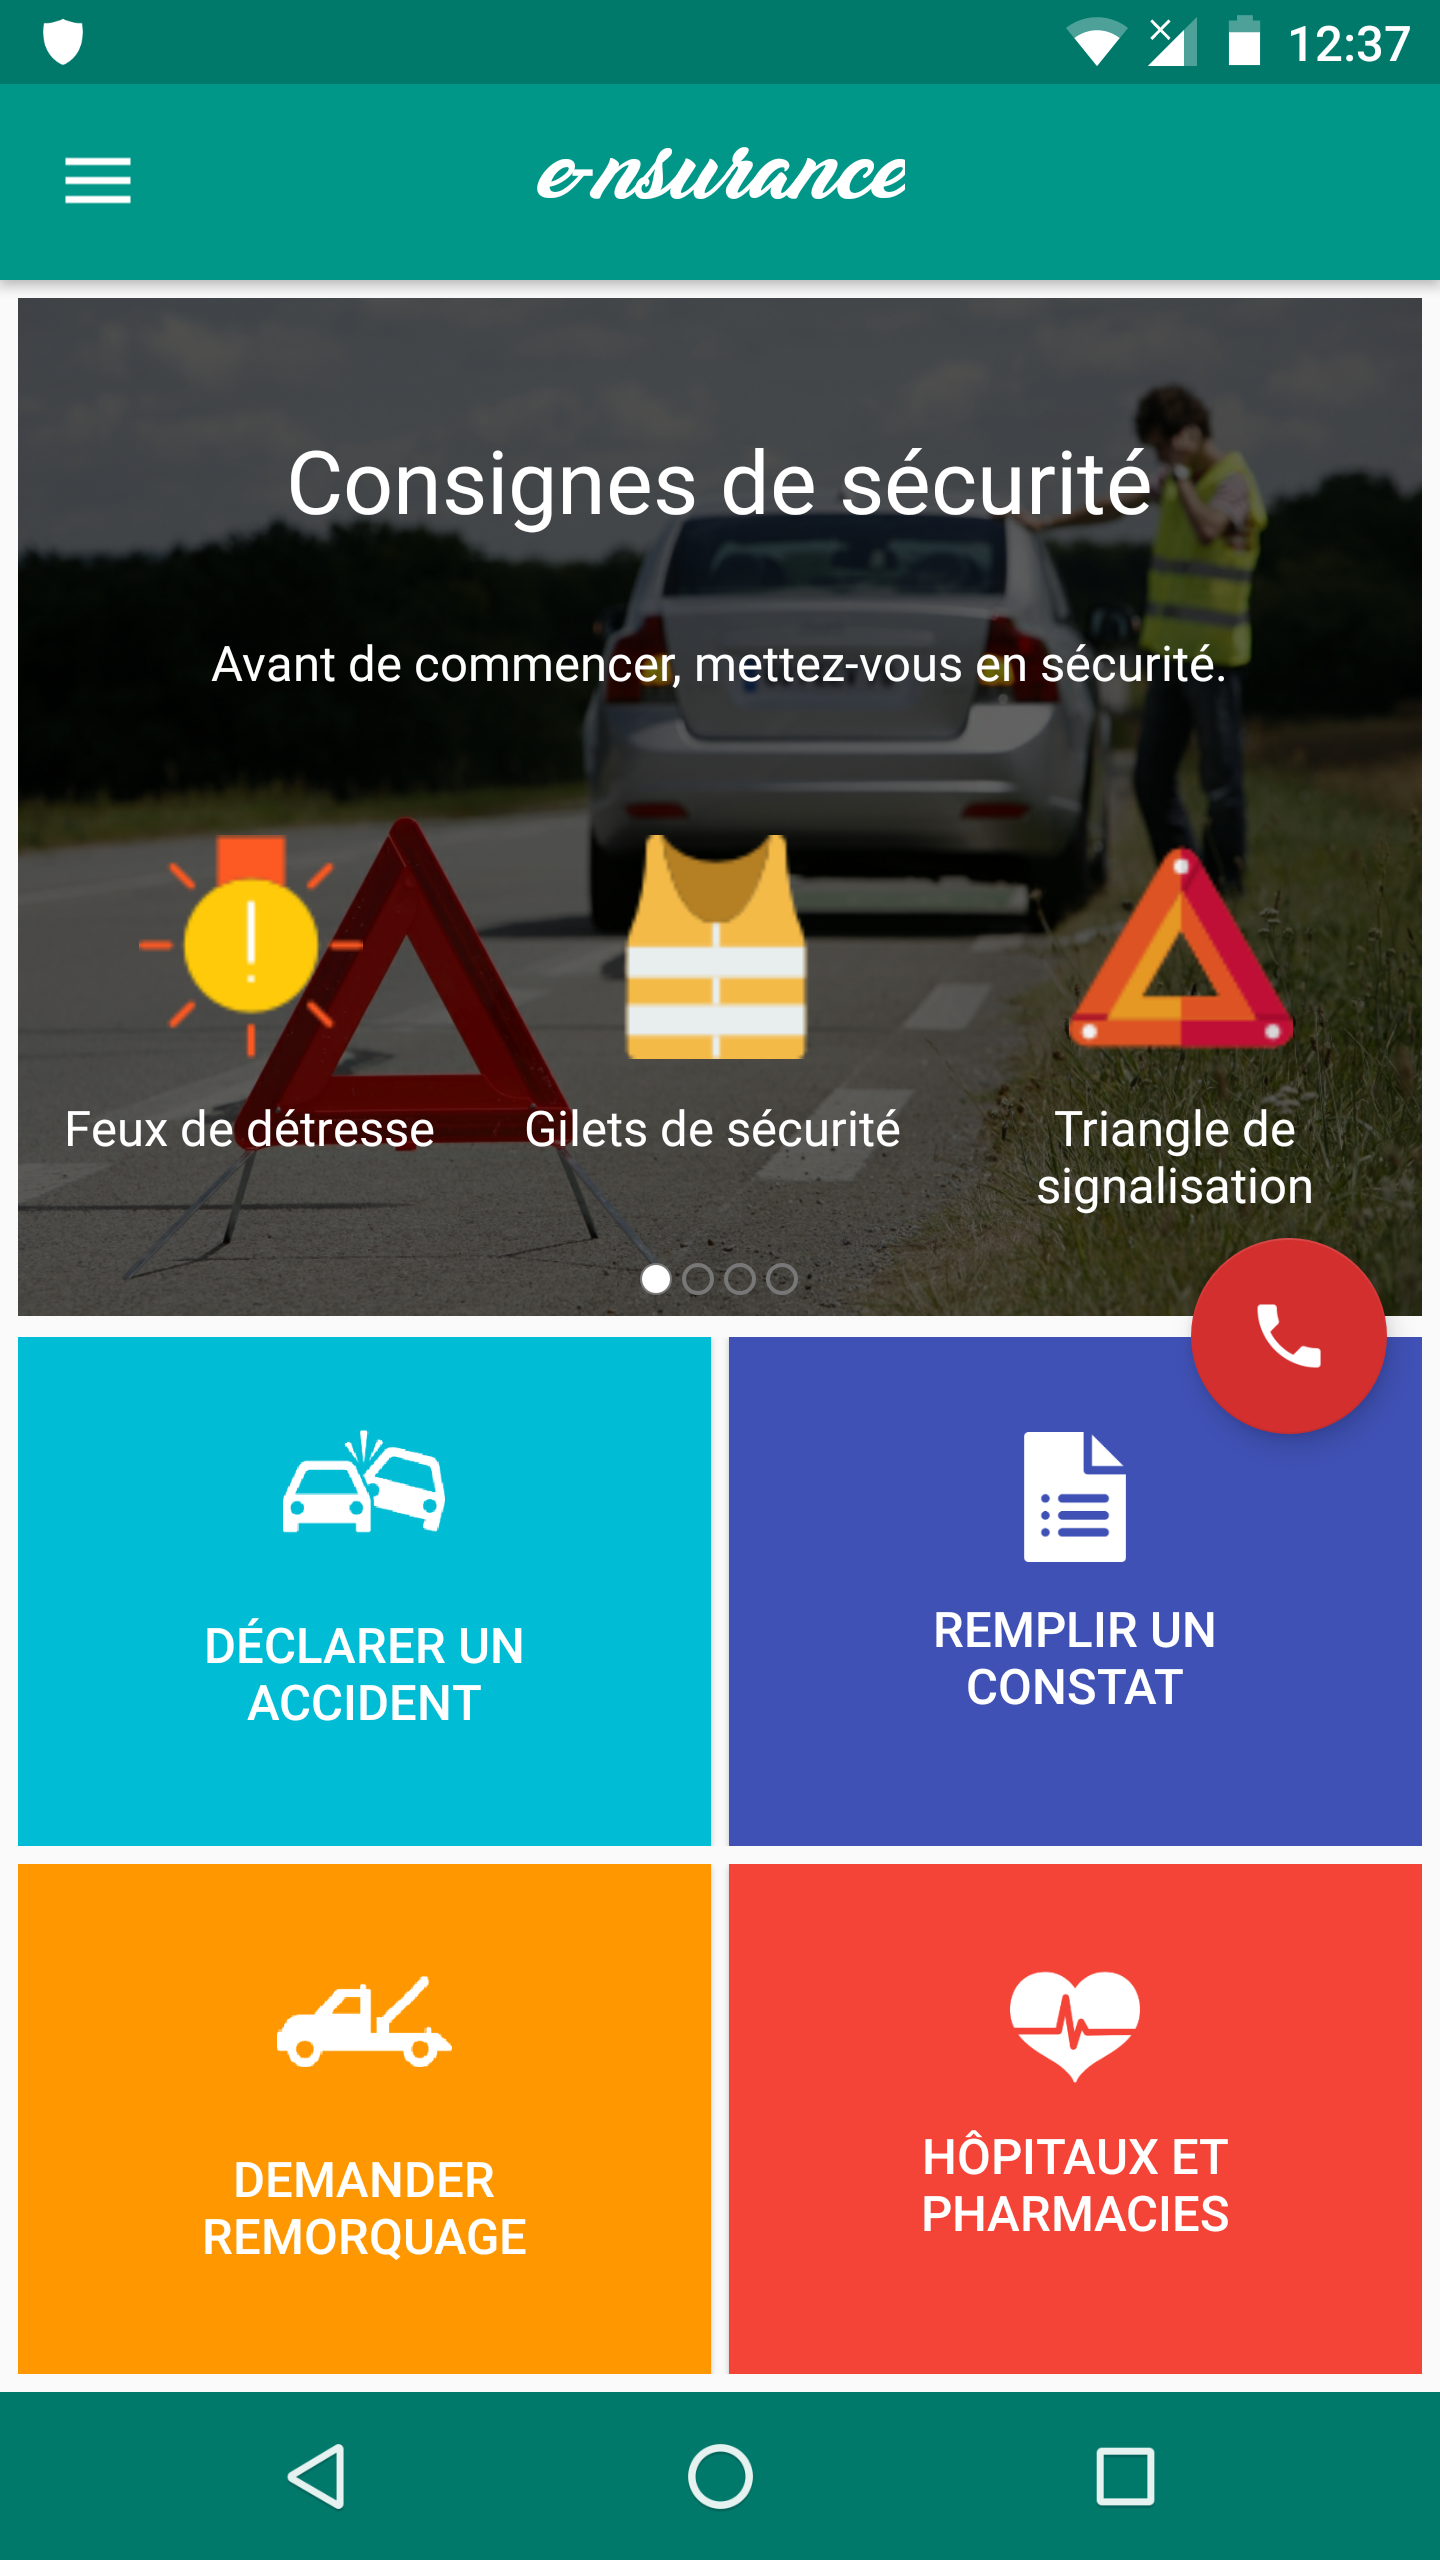 12:37
e-nsurance
Consignes de sécurité
Avant de commencer, mettez-vous en sécurité.
Feux de détresse
Gilets de sécurité
Triangle de
signalisation
DÉCLARER UN
ACCIDENT
REMPLIR UN
CONSTAT
DEMANDER
REMORQUAGE
HÔPITAUX ET
PHARMACIES